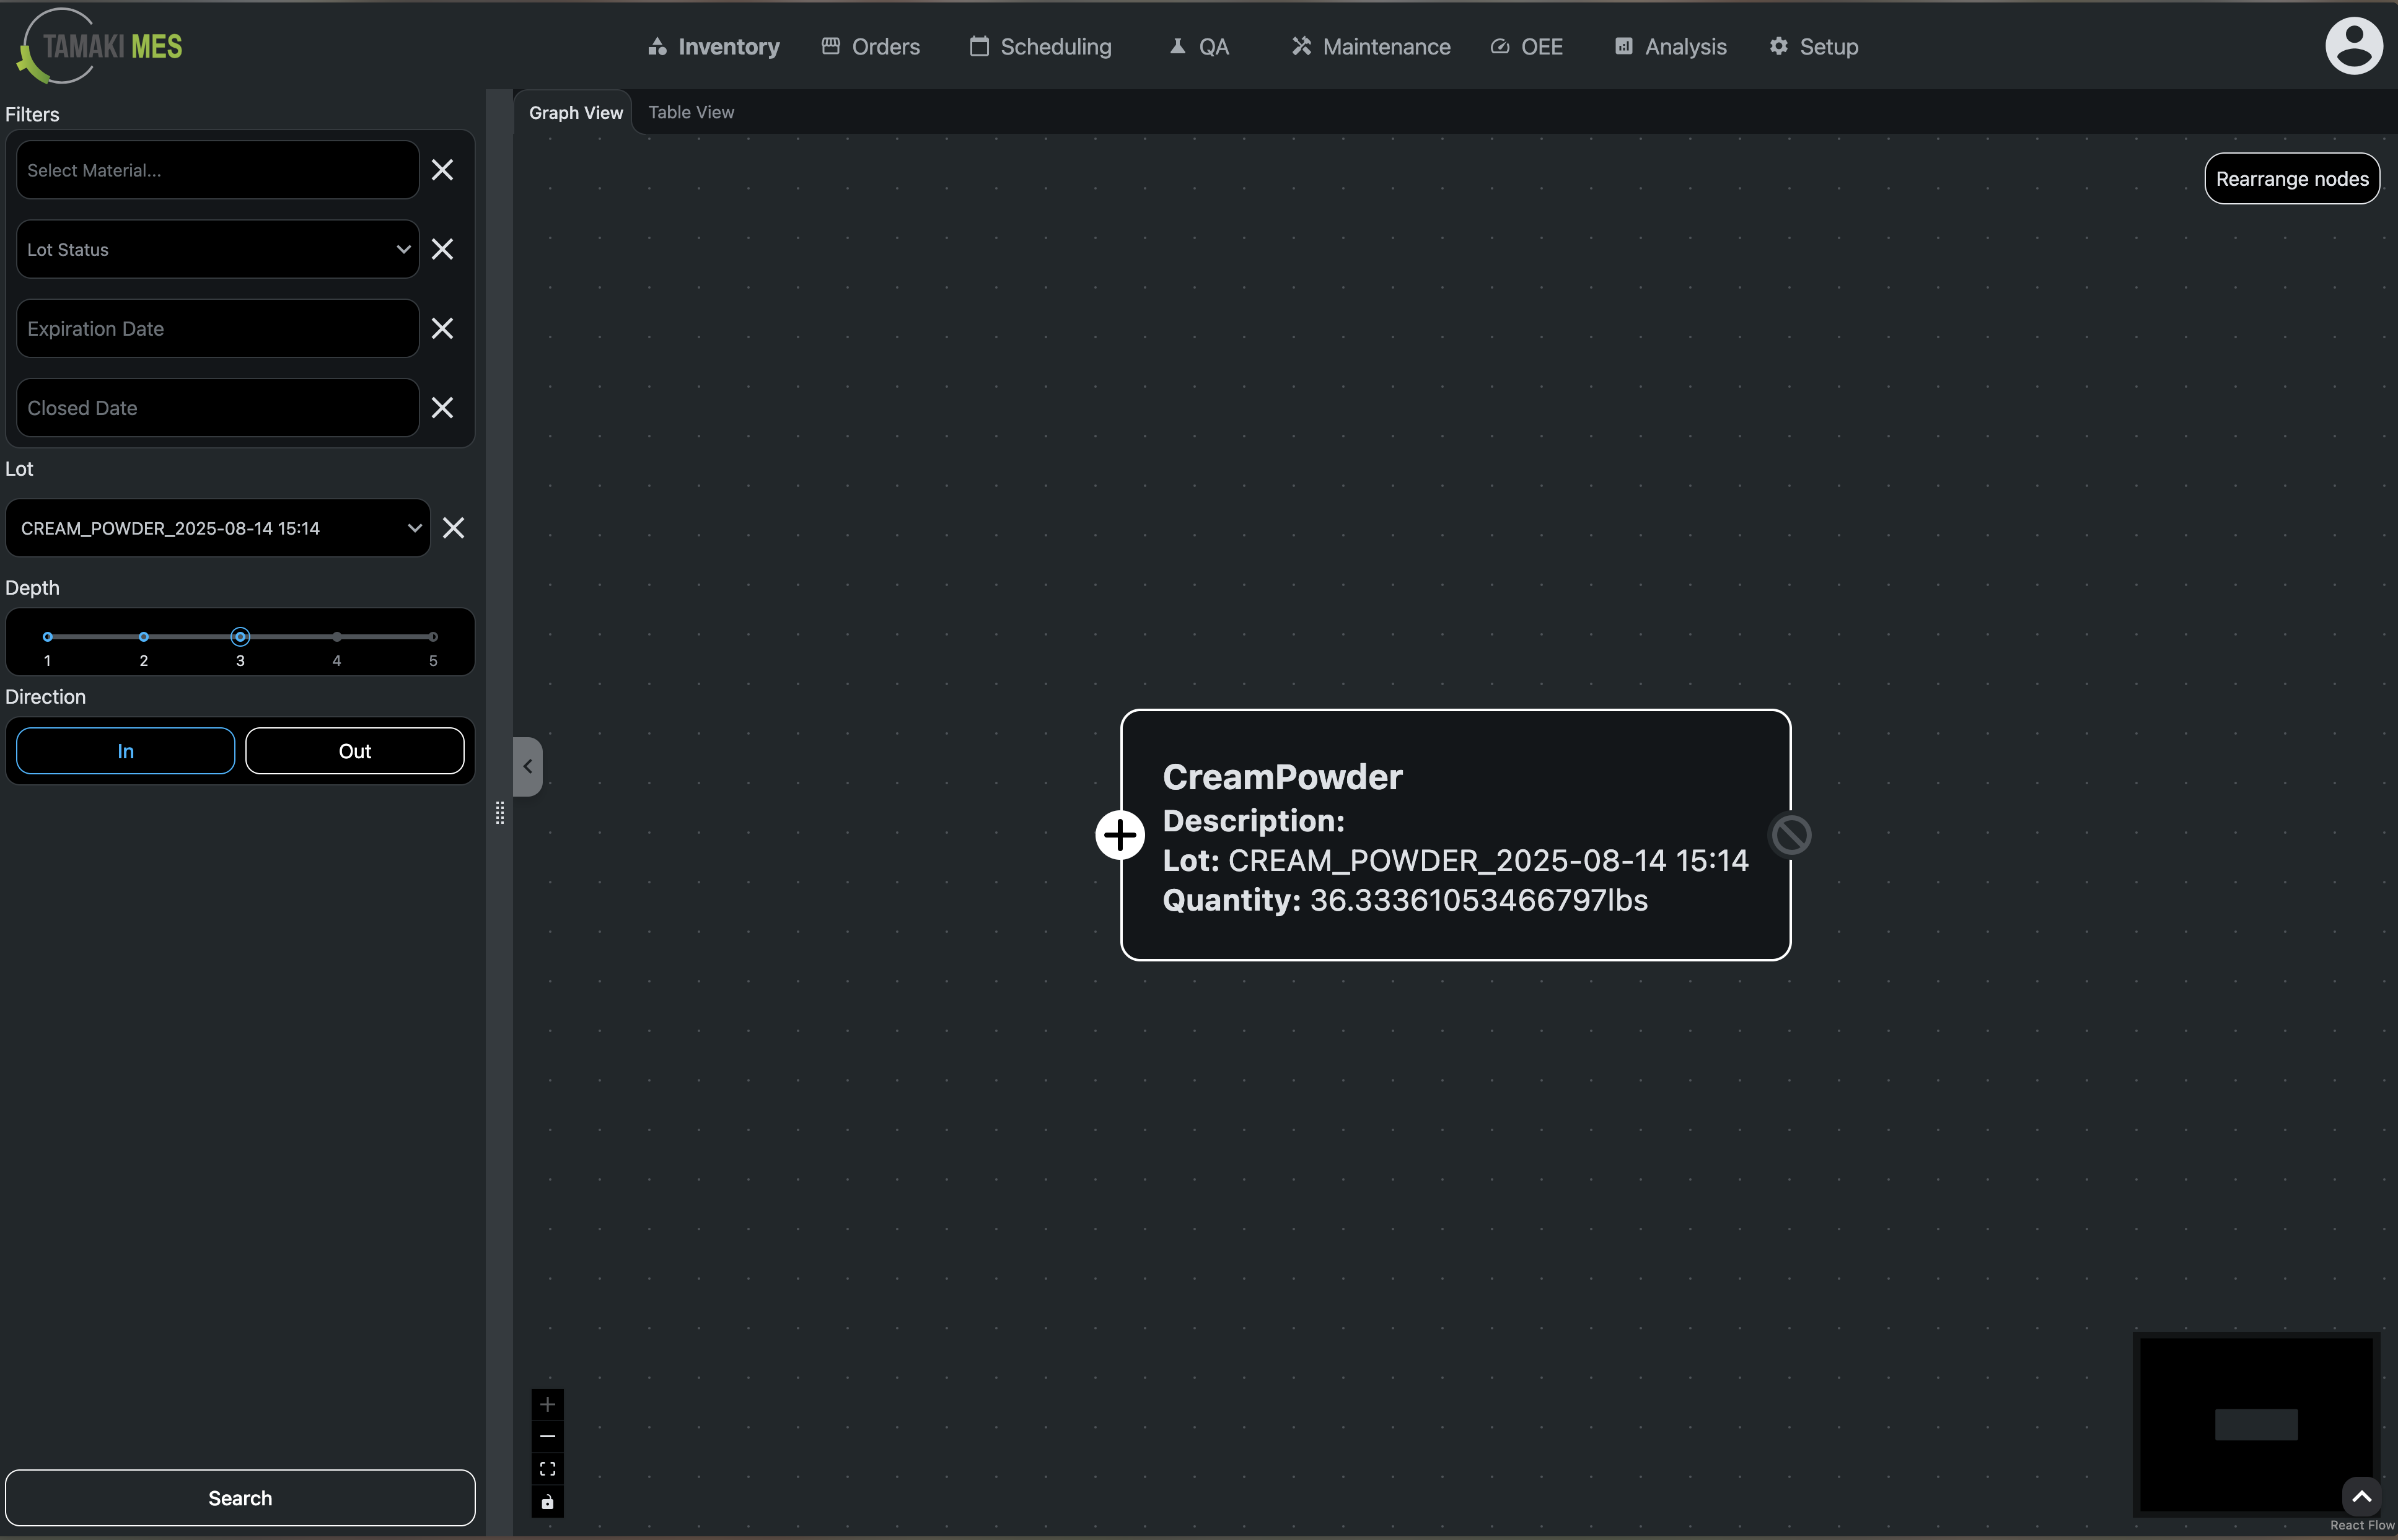 TAMAKI MES
Inventory
Orders
Scheduling
QA
Maintenance
OEE
Analysis
Setup
Filters
Select Material...
Lot Status
Expiration Date
Closed Date
Lot
CREAM_POWDER_2025-08-14 15:14
Depth
1 2 3 4 5
Direction
In
Out
Search
Graph View
Table View
Rearrange nodes
CreamPowder
Description:
Lot: CREAM_POWDER_2025-08-14 15:14
Quantity: 36.33361053466797lbs
React Flow